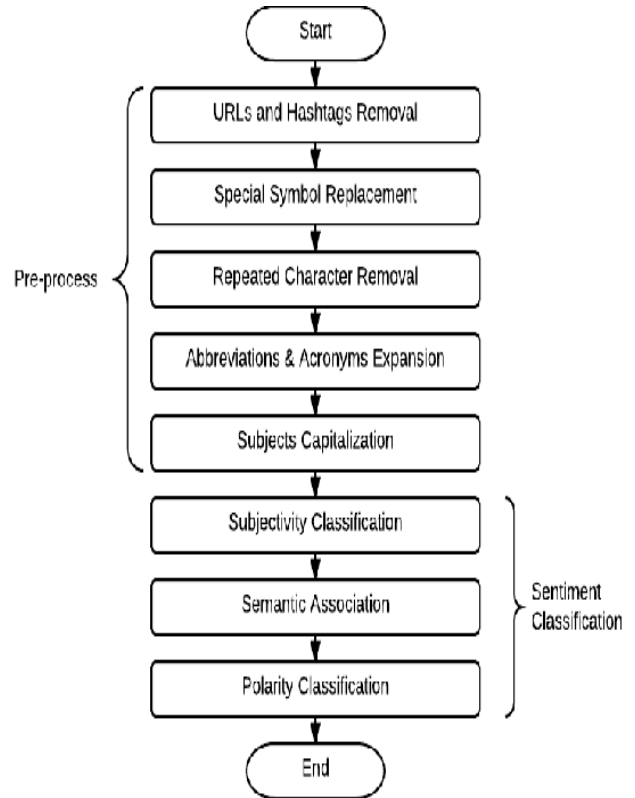 Start
URLs and Hashtags Removal
Special Symbol Replacement
Repeated Character Removal
Pre-process
Abbreviations & Acronyms Expansion
Subjects Capitalization
Subjectivity Classification
Semantic Association
Sentiment
Classification
Polarity Classification
End